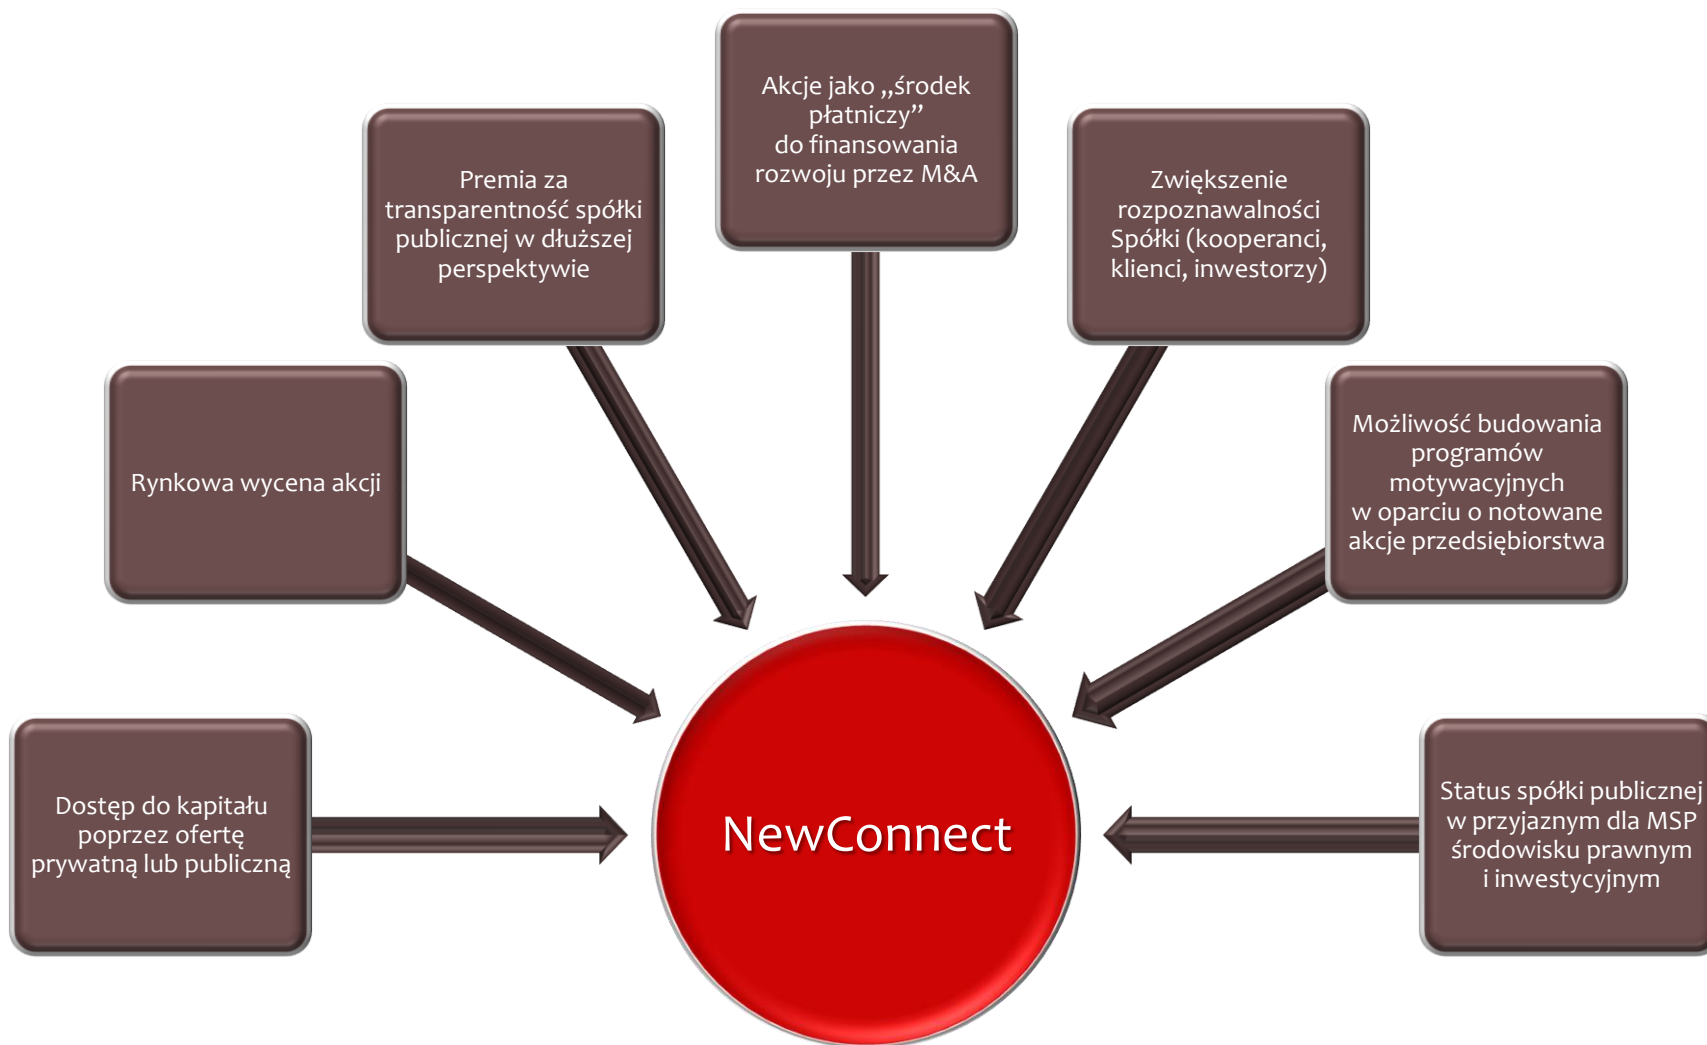 Akcje jako „środek
płatniczy”
do finansowania
rozwoju przez M&A
Premia za
transparentność spółki
publicznej w dłuższej
perspektywie
Zwiększenie
rozpoznawalności
Spółki (kooperanci,
klienci, inwestorzy)
Rynkowa wycena akcji
Możliwość budowania
programów
motywacyjnych
w oparciu o notowane
akcje przedsiębiorstwa
Dostęp do kapitału
poprzez ofertę
prywatną lub publiczną
NewConnect
Status spółki publicznej
w przyjaznym dla MSP
środowisku prawnym
i inwestycyjnym